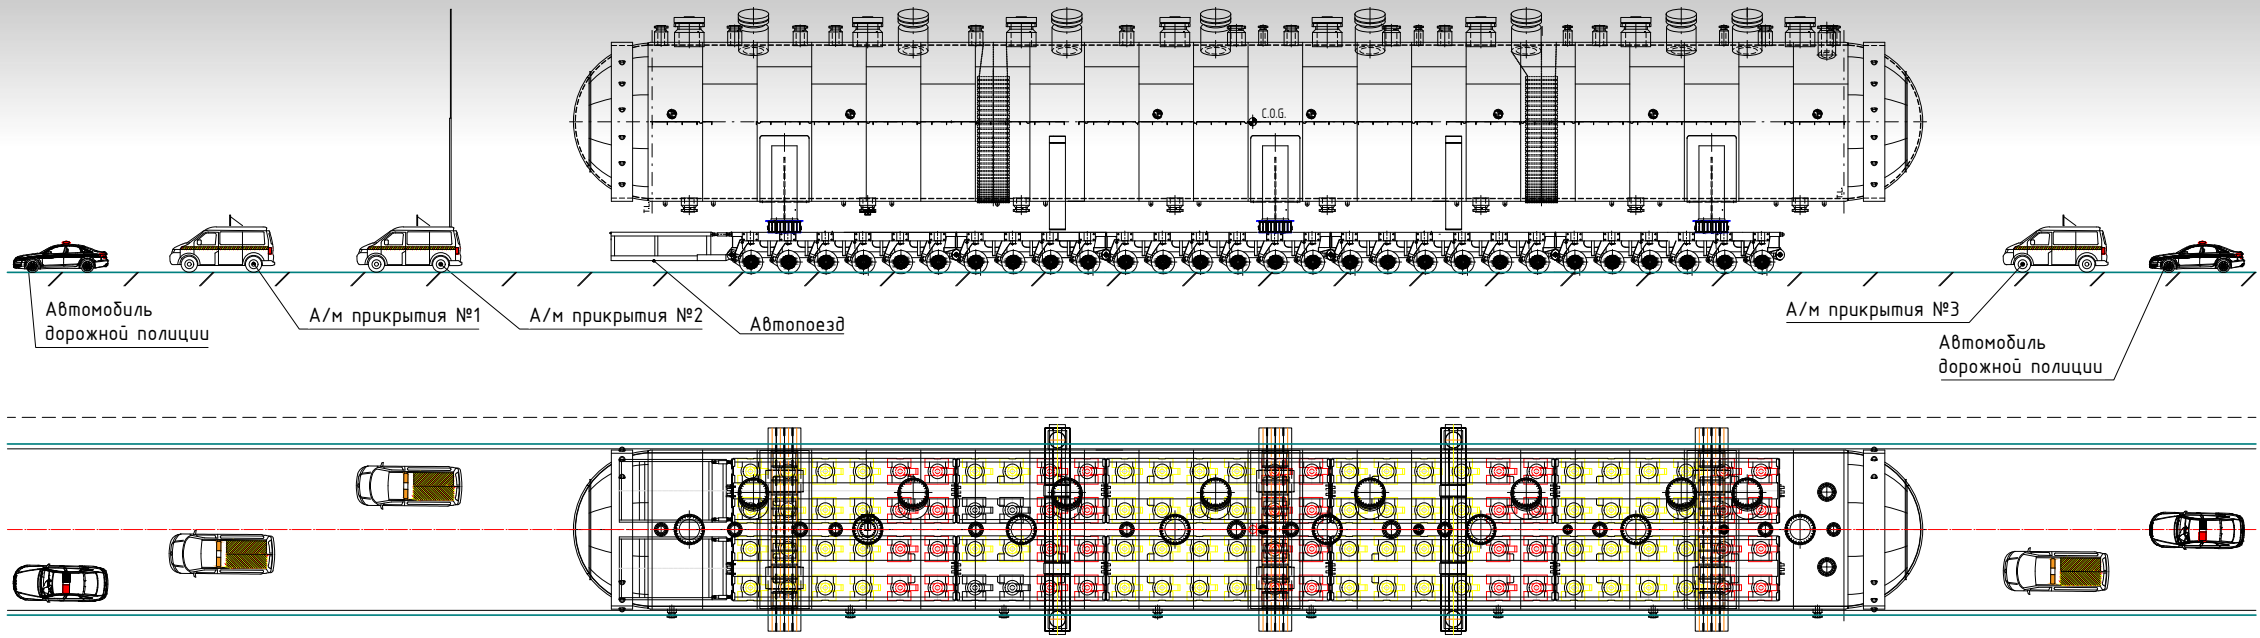 C.O.G.
T.L.
T.L.
Автомобиль
дорожной полиции
А/м прикрытия №1
А/м прикрытия №2
Автопоезд
А/м прикрытия №3
Автомобиль
дорожной полиции